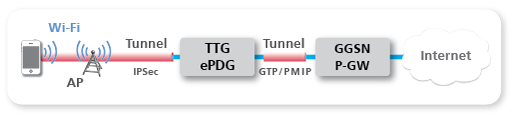 Wi-Fi
AP
Tunnel
IPSec
TTG
ePDG
Tunnel
GTP/PMIP
GGSN
P-GW
Internet